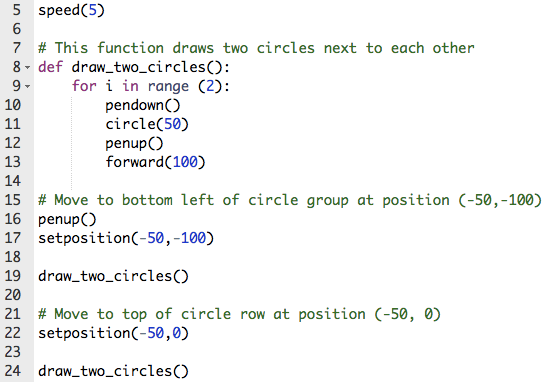 5 speed(5)
6
7 # This function draws two circles next to each other
8 def draw_two_circles():
9 for i in range (2):
10 pendown()
11 circle(50)
12 penup()
13 forward(100)
14
15 # Move to bottom left of circle group at position (-50,-100)
16 penup()
17 setposition(-50,-100)
18
19 draw_two_circles()
20
21 # Move to top of circle row at position (-50, 0)
22 setposition(-50,0)
23
24 draw_two_circles()